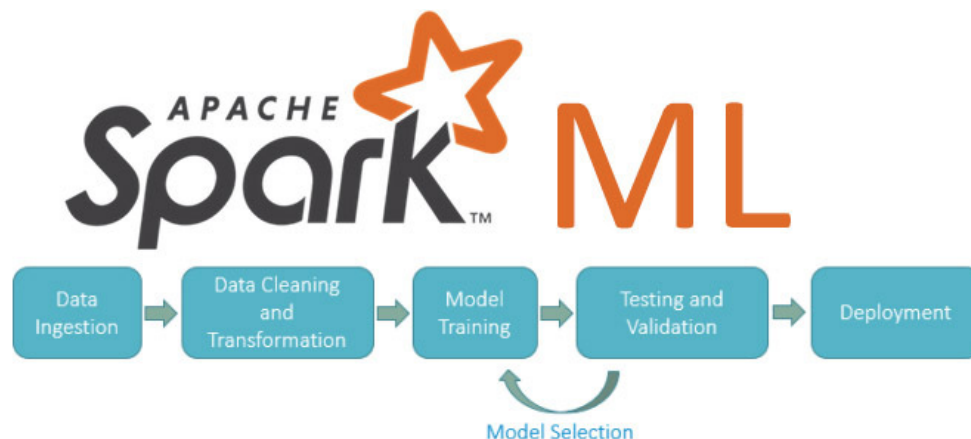 APACHE
Spark™ ML
Data
Ingestion
Data Cleaning
and
Transformation
Model
Training
Testing and
Validation
Deployment
Model Selection